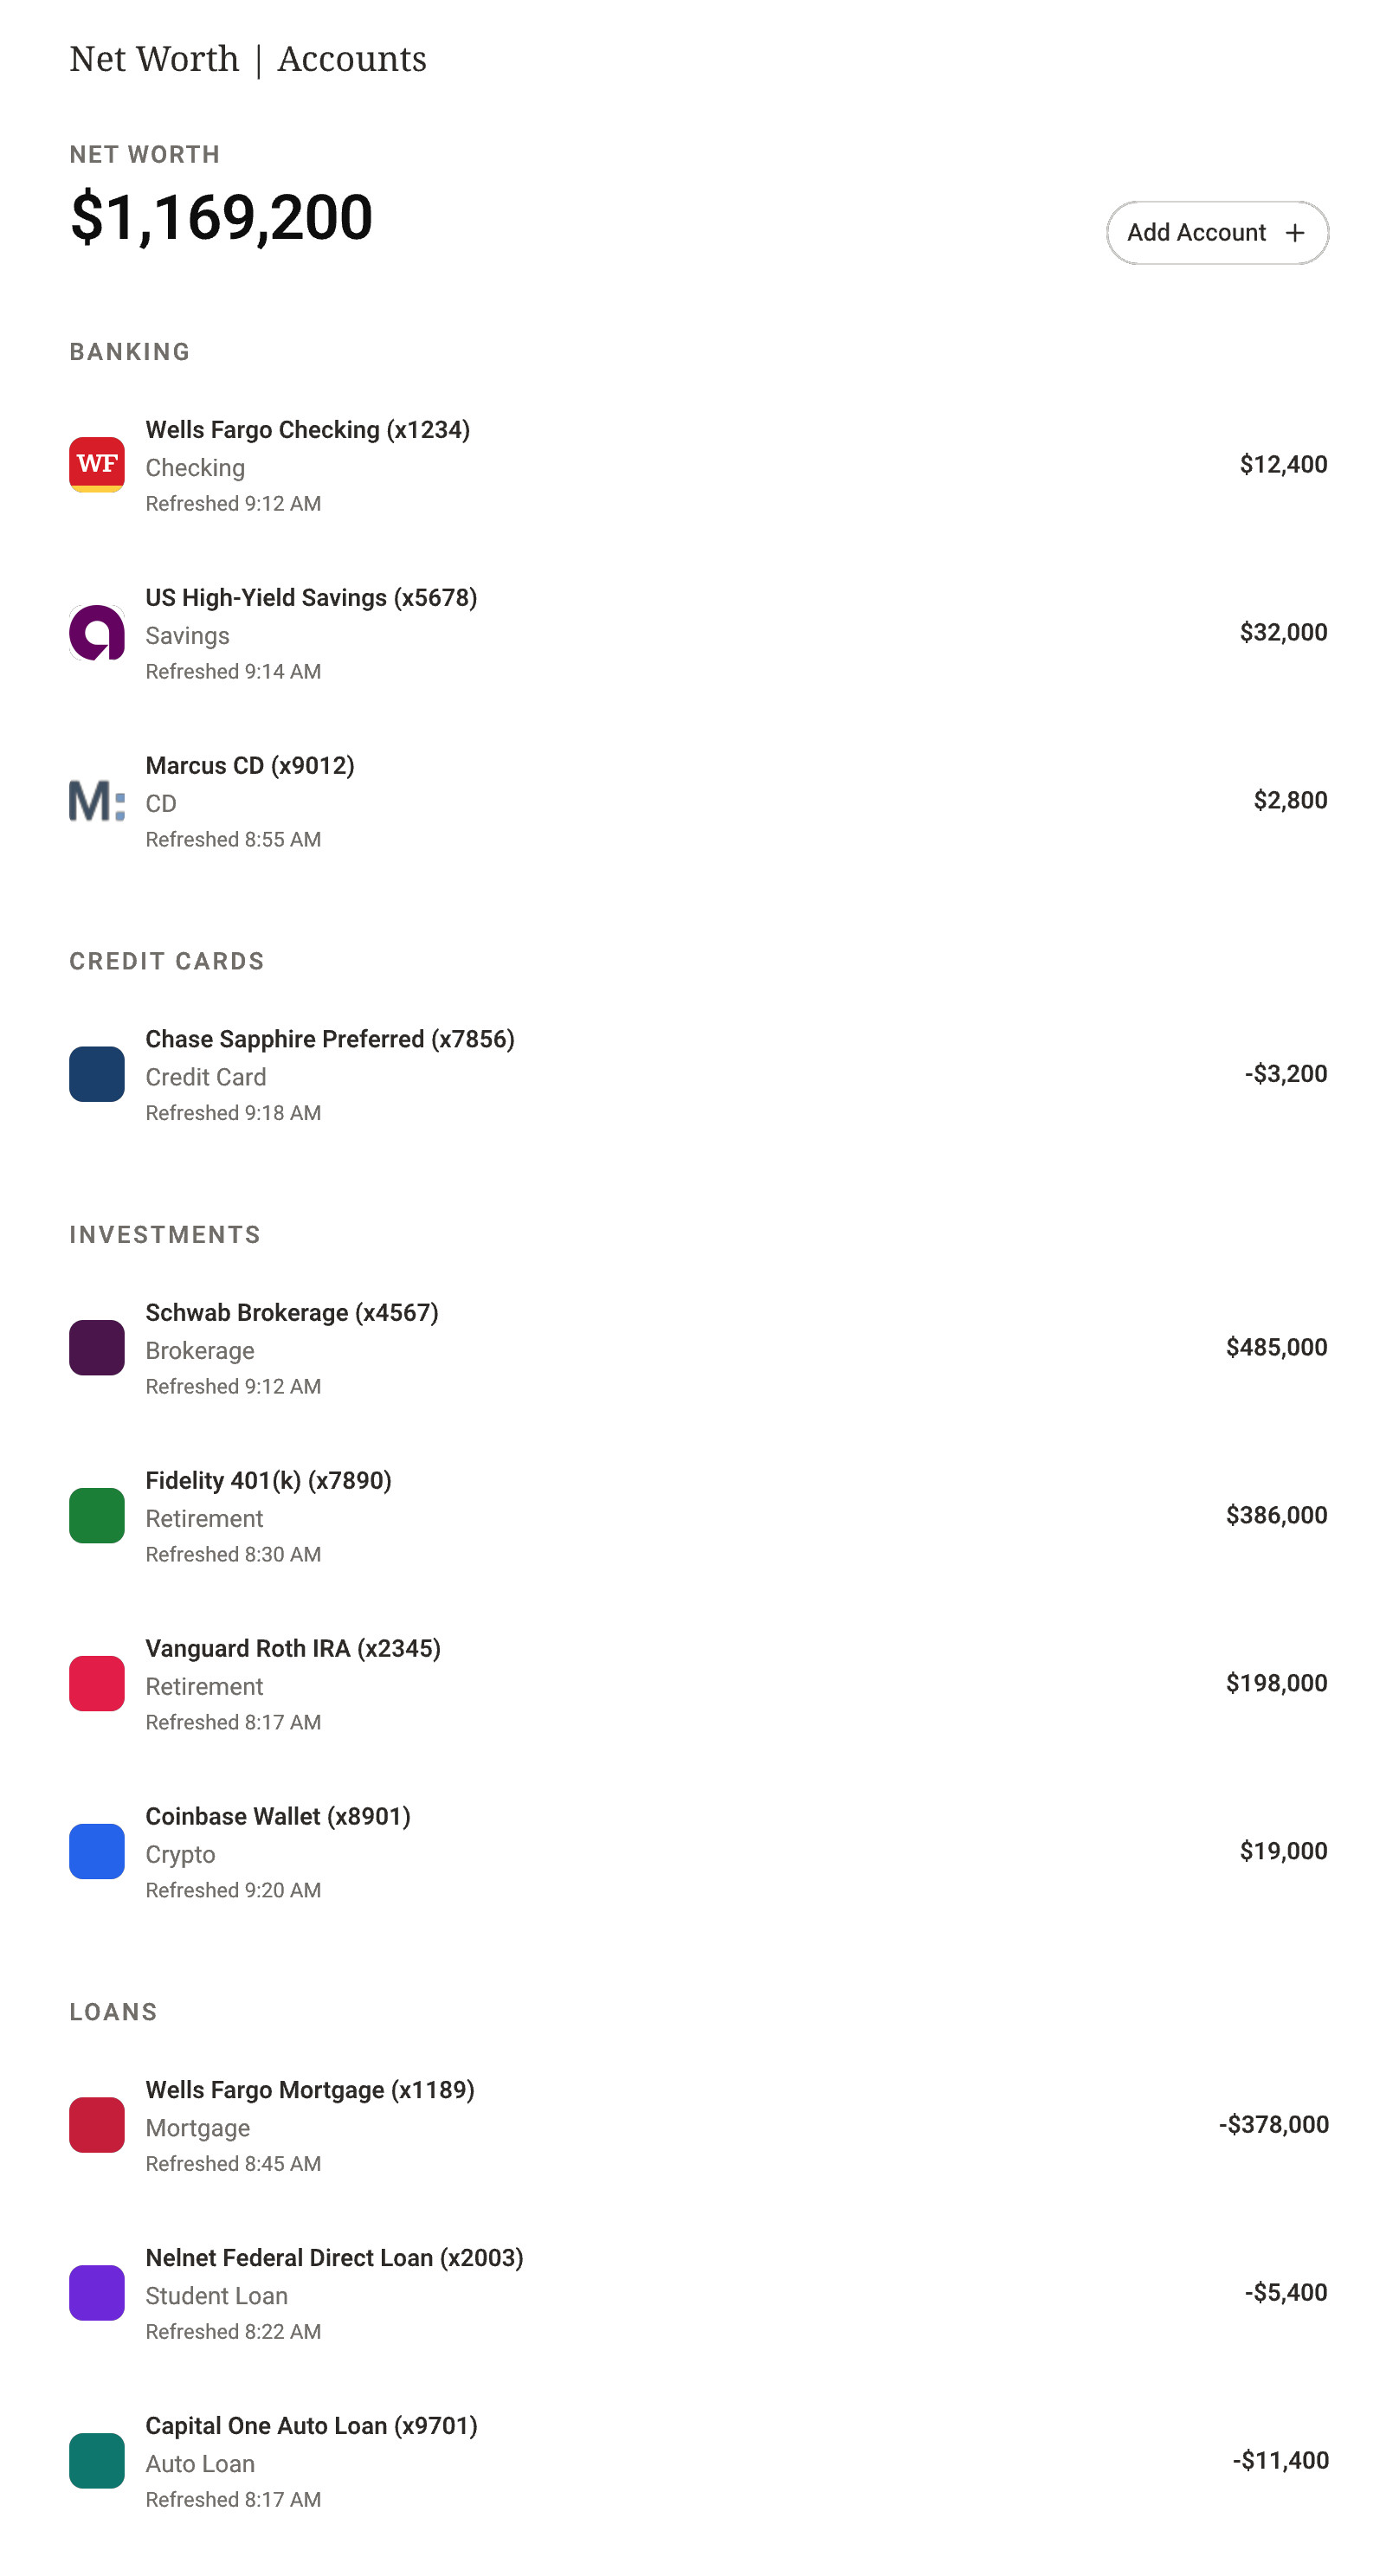 Net Worth | Accounts
NET WORTH
$1,169,200
Add Account +
BANKING
WF
Wells Fargo Checking (x1234)
Checking
Refreshed 9:12 AM
$12,400
US High-Yield Savings (x5678)
Savings
Refreshed 9:14 AM
$32,000
M:
Marcus CD (x9012)
CD
Refreshed 8:55 AM
$2,800
CREDIT CARDS
Chase Sapphire Preferred (x7856)
Credit Card
Refreshed 9:18 AM
-$3,200
INVESTMENTS
Schwab Brokerage (x4567)
Brokerage
Refreshed 9:12 AM
$485,000
Fidelity 401(k) (x7890)
Retirement
Refreshed 8:30 AM
$386,000
Vanguard Roth IRA (x2345)
Retirement
Refreshed 8:17 AM
$198,000
Coinbase Wallet (x8901)
Crypto
Refreshed 9:20 AM
$19,000
LOANS
Wells Fargo Mortgage (x1189)
Mortgage
Refreshed 8:45 AM
-$378,000
Nelnet Federal Direct Loan (x2003)
Student Loan
Refreshed 8:22 AM
-$5,400
Capital One Auto Loan (x9701)
Auto Loan
Refreshed 8:17 AM
-$11,400